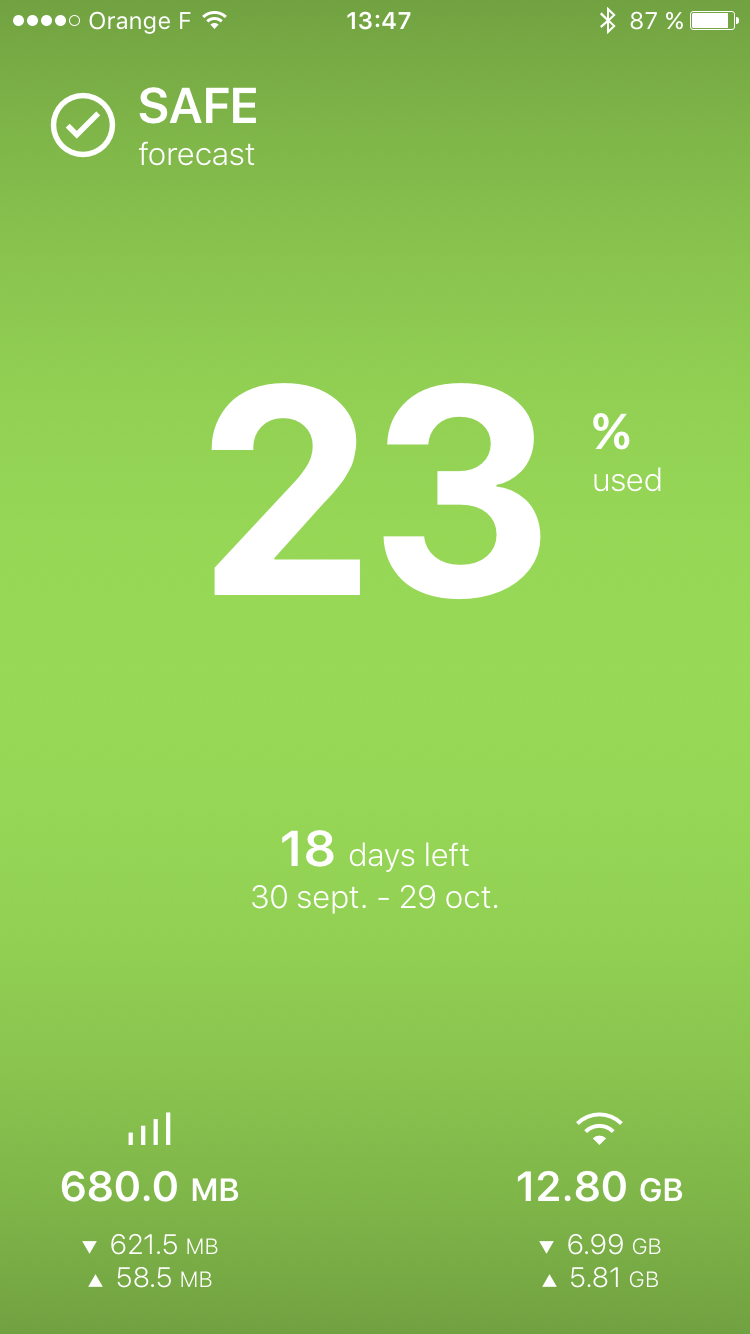 Orange F 13:47 87 %
SAFE
forecast
23 %
used
18 days left
30 sept. - 29 oct.
680.0 MB 12.80 GB
▼ 621.5 MB ▼ 6.99 GB
▲ 58.5 MB ▲ 5.81 GB